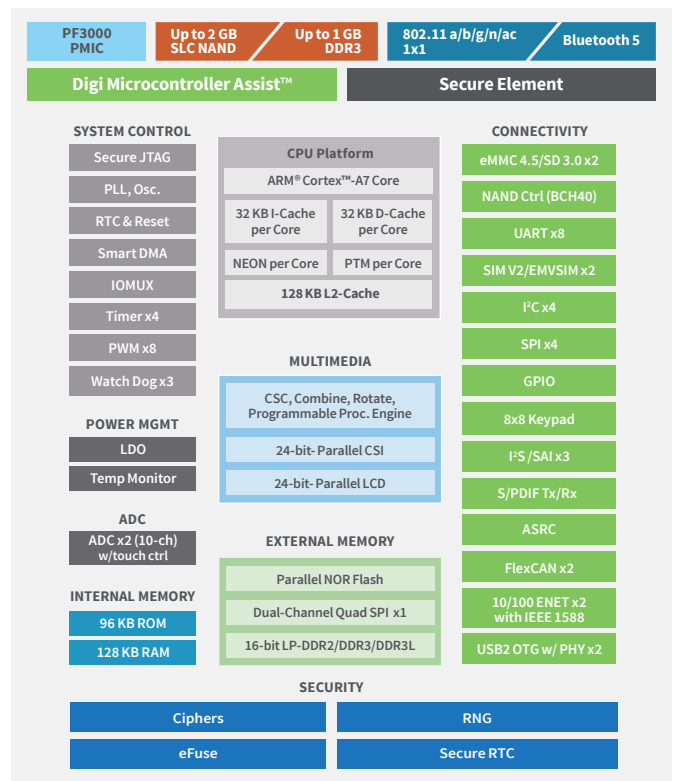 PF3000
PMIC
Up to 2 GB
SLC NAND
Up to 1 GB
DDR3
802.11 a/b/g/n/ac
1x1
Bluetooth 5
Digi Microcontroller Assist™
Secure Element
SYSTEM CONTROL
Secure JTAG
PLL, Osc.
RTC & Reset
Smart DMA
IOMUX
Timer x4
PWM x8
Watch Dog x3
POWER MGMT
LDO
Temp Monitor
ADC
ADC x2 (10-ch)
w/touch ctrl
INTERNAL MEMORY
96 KB ROM
128 KB RAM
CPU Platform
ARM® Cortex™-A7 Core
32 KB I-Cache
per Core
32 KB D-Cache
per Core
NEON per Core
PTM per Core
128 KB L2-Cache
MULTIMEDIA
CSC, Combine, Rotate,
Programmable Proc. Engine
24-bit- Parallel CSI
24-bit- Parallel LCD
EXTERNAL MEMORY
Parallel NOR Flash
Dual-Channel Quad SPI x1
16-bit LP-DDR2/DDR3/DDR3L
CONNECTIVITY
eMMC 4.5/SD 3.0 x2
NAND Ctrl (BCH40)
UART x8
SIM V2/EMVSIM x2
I²C x4
SPI x4
GPIO
8x8 Keypad
I²S /SAI x3
S/PDIF Tx/Rx
ASRC
FlexCAN x2
10/100 ENET x2
with IEEE 1588
USB2 OTG w/ PHY x2
SECURITY
Ciphers
RNG
eFuse
Secure RTC